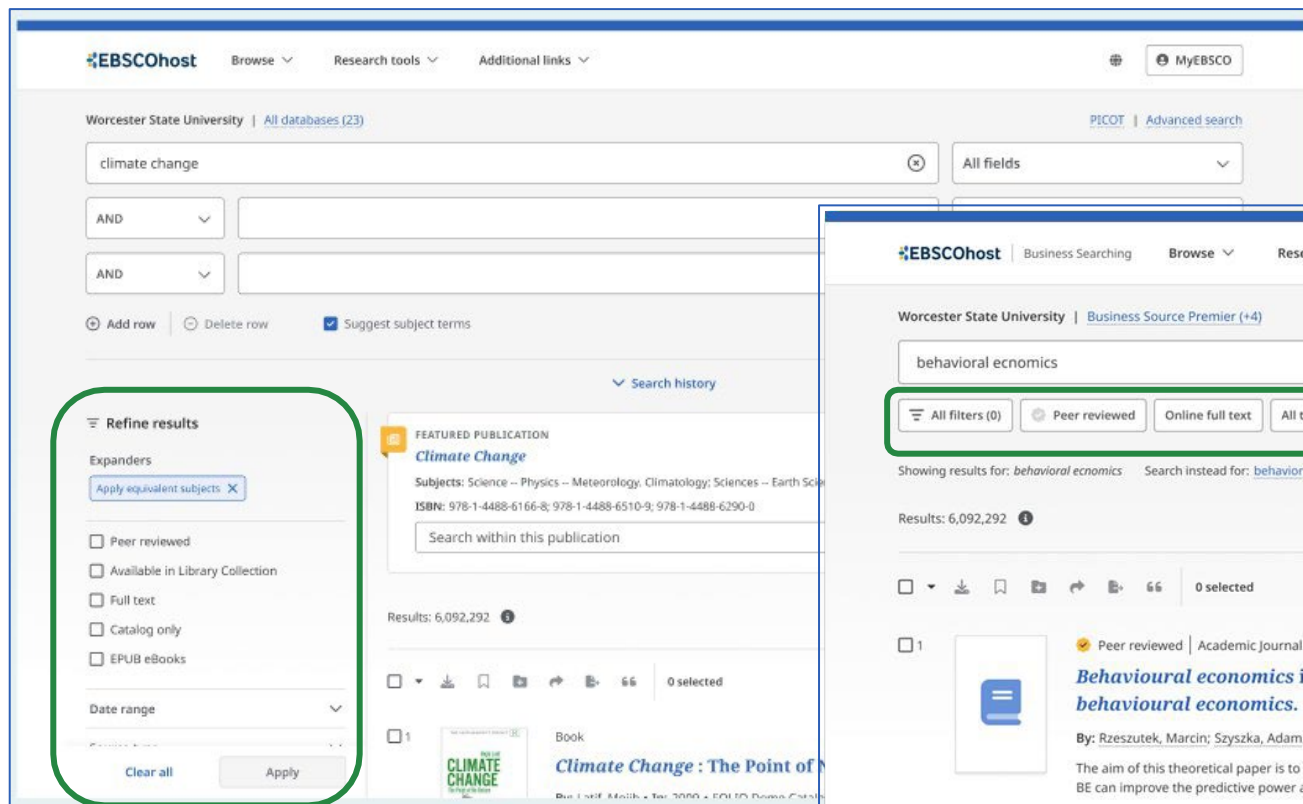 EBSCOhost Browse Research tools Additional links MyEBSCO
Worcester State University | All databases (23) PICOT | Advanced search
climate change All fields
AND
AND
Add row Delete row Suggest subject terms
Search history
Refine results
Expanders
Apply equivalent subjects
Peer reviewed
Available in Library Collection
Full text
Catalog only
EPUB eBooks
Date range
Clear all Apply
FEATURED PUBLICATION
Climate Change
Subjects: Science -- Physics -- Meteorology. Climatology; Sciences -- Earth Scie
ISBN: 978-1-4488-6166-8; 978-1-4488-6510-9; 978-1-4488-6290-0
Search within this publication
Results: 6,092,292
0 selected
1 Book
CLIMATE
CHANGE
Climate Change : The Point of
EBSCOhost | Business Searching Browse Rese
Worcester State University | Business Source Premier (+4)
behavioral ecnomics
All filters (0) Peer reviewed Online full text All t
Showing results for: behavioral ecnomics Search instead for: behavior
Results: 6,092,292
0 selected
1 Peer reviewed | Academic Journal
Behavioural economics i
behavioural economics.
By: Rzeszutek, Marcin; Szyszka, Adam
The aim of this theoretical paper is to
BE can improve the predictive power a